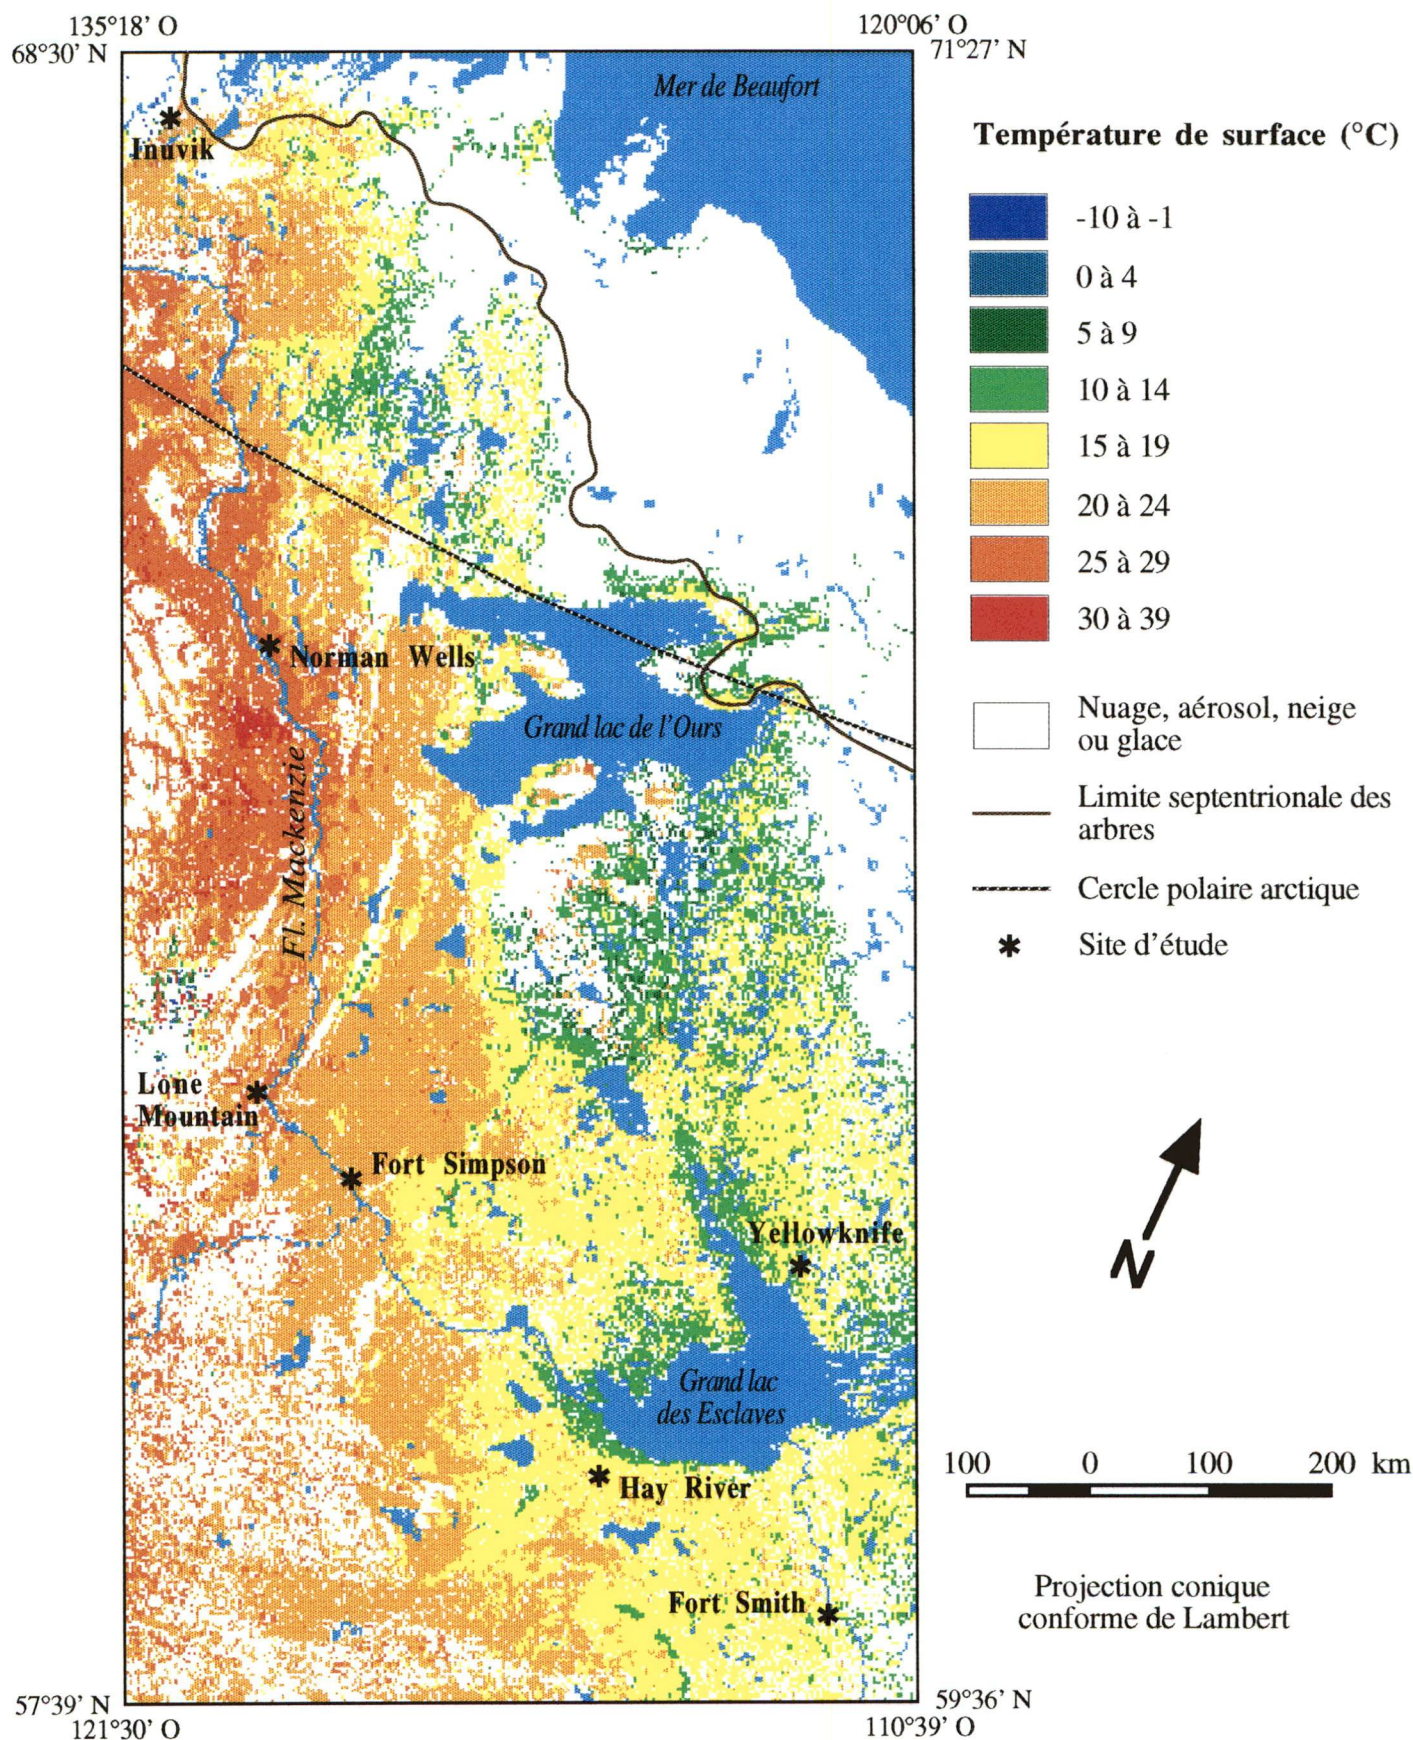 135°18’ O
120°06’ O
68°30’ N
71°27’ N
Mer de Beaufort
Inuvik
Norman Wells
Grand lac de l’Ours
Fl. Mackenzie
Lone
Mountain
Fort Simpson
Yellowknife
Grand lac
des Esclaves
Hay River
Fort Smith
57°39’ N
59°36’ N
121°30’ O
110°39’ O
Température de surface (°C)
-10 à -1
0 à 4
5 à 9
10 à 14
15 à 19
20 à 24
25 à 29
30 à 39
Nuage, aérosol, neige
ou glace
Limite septentrionale des
arbres
Cercle polaire arctique
Site d’étude
N
100 0 100 200 km
Projection conique
conforme de Lambert